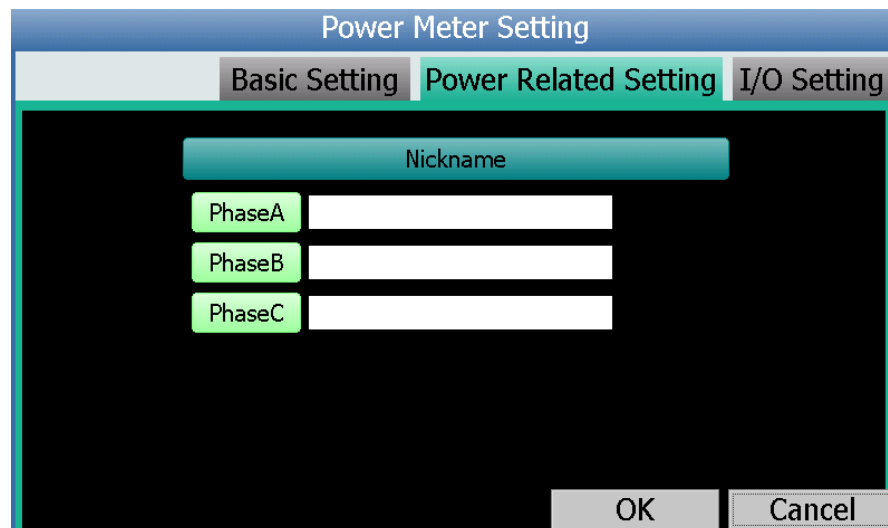 Power Meter Setting
Basic Setting Power Related Setting I/O Setting
Nickname
PhaseA
PhaseB
PhaseC
OK Cancel